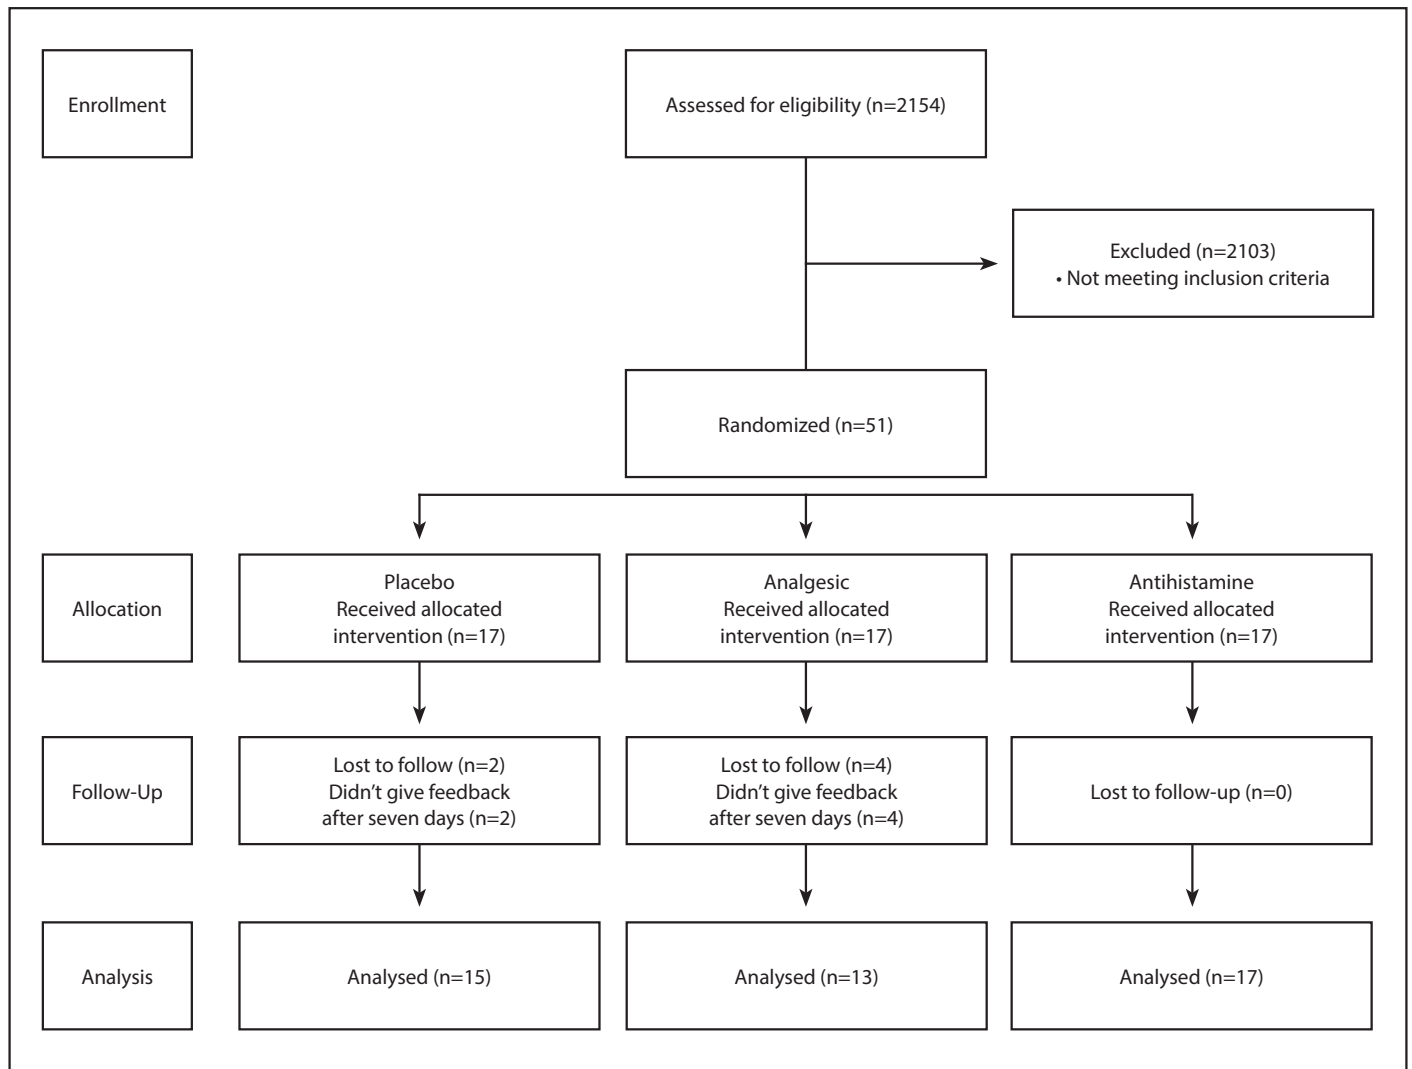 Enrollment
Assessed for eligibility (n=2154)
Excluded (n=2103)
• Not meeting inclusion criteria
Randomized (n=51)
Allocation
Placebo
Received allocated
intervention (n=17)
Analgesic
Received allocated
intervention (n=17)
Antihistamine
Received allocated
intervention (n=17)
Follow-Up
Lost to follow (n=2)
Didn’t give feedback
after seven days (n=2)
Lost to follow (n=4)
Didn’t give feedback
after seven days (n=4)
Lost to follow-up (n=0)
Analysis
Analysed (n=15)
Analysed (n=13)
Analysed (n=17)